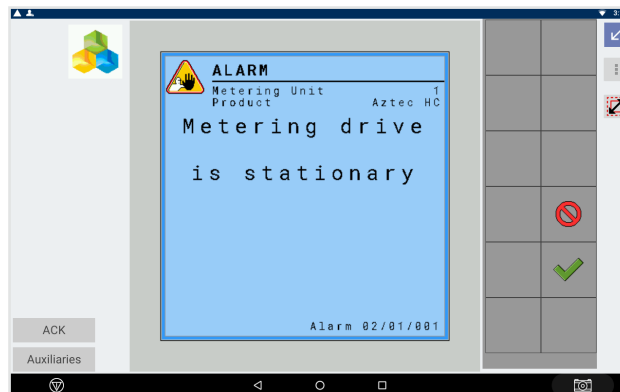 ALARM
Metering Unit 1
Product Aztec HC
Metering drive
is stationary
Alarm 02/01/001
ACK
Auxiliaries